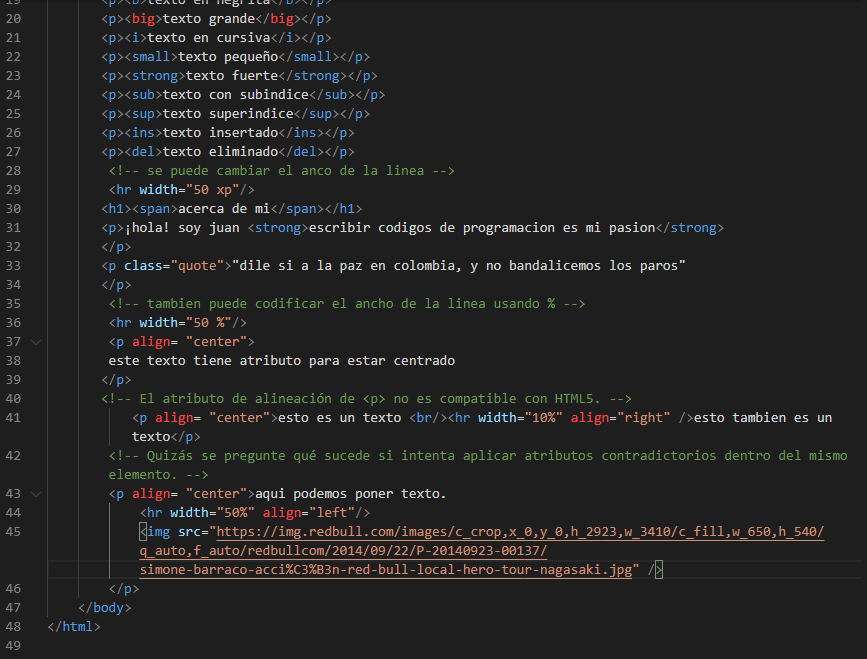 19 <p><b>texto en negrita</b></p>
20 <p><big>texto grande</big></p>
21 <p><i>texto en cursiva</i></p>
22 <p><small>texto pequeño</small></p>
23 <p><strong>texto fuerte</strong></p>
24 <p><sub>texto con subindice</sub></p>
25 <p><sup>texto superindice</sup></p>
26 <p><ins>texto insertado</ins></p>
27 <p><del>texto eliminado</del></p>
28 <!-- se puede cambiar el anco de la linea -->
29 <hr width="50 xp"/>
30 <h1><span>acerca de mi</span></h1>
31 <p>¡hola! soy juan <strong>escribir codigos de programacion es mi pasion</strong>
32 </p>
33 <p class="quote">"dile si a la paz en colombia, y no bandalicemos los paros"
34 </p>
35 <!-- tambien puede codificar el ancho de la linea usando % -->
36 <hr width="50 %"/>
37 <p align= "center">
38 este texto tiene atributo para estar centrado
39 </p>
40 <!-- El atributo de alineación de <p> no es compatible con HTML5. -->
41 <p align= "center">esto es un texto <br/><hr width="10%" align="right" />esto tambien es un
texto</p>
42 <!-- Quizás se pregunte qué sucede si intenta aplicar atributos contradictorios dentro del mismo
elemento. -->
43 <p align= "center">aqui podemos poner texto.
44 <hr width="50%" align="left"/>
45 <img src="https://img.redbull.com/images/c_crop,x_0,y_0,h_2923,w_3410/c_fill,w_650,h_540/
q_auto,f_auto/redbullcom/2014/09/22/P-20140923-00137/
simone-barraco-acci%C3%B3n-red-bull-local-hero-tour-nagasaki.jpg" />
46 </p>
47 </body>
48 </html>
49